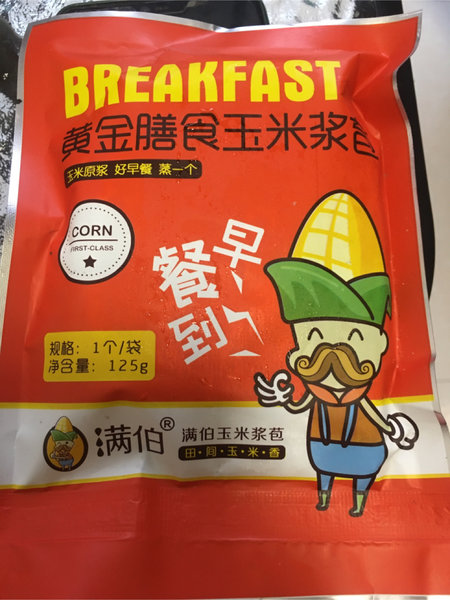 BREAKFAST
黄金膳食玉米浆苞
玉米原浆 好早餐 蒸一个
CORN
FIRST-CLASS
早
餐
到
规格：1个/袋
净含量：125g
满伯®
满伯玉米浆苞
田·间·玉·米·香